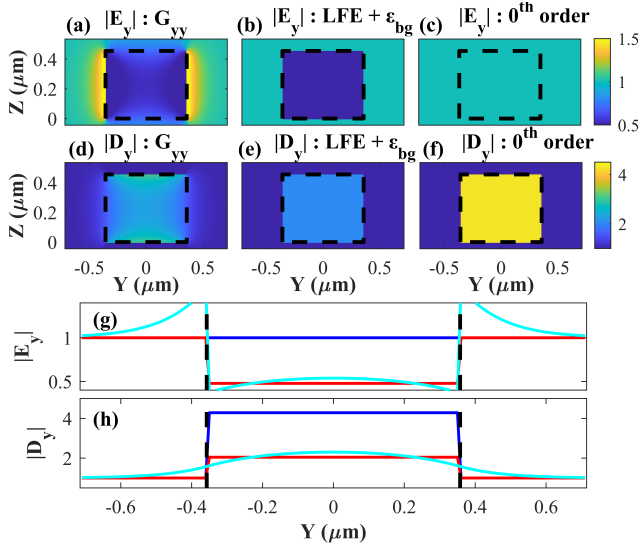 |E_y| : G_yy |E_y| : LFE + ε_bg |E_y| : 0^th order
(a) (b) (c)
Z (μm)
0.4
0.2
0
1.5
1
0.5
|D_y| : G_yy |D_y| : LFE + ε_bg |D_y| : 0^th order
(d) (e) (f)
Z (μm)
0.4
0.2
0
4
2
-0.5 0 0.5 -0.5 0 0.5 -0.5 0 0.5
Y (μm) Y (μm) Y (μm)
(g)
|E_y|
1
0.5
(h)
|D_y|
4
2
-0.6 -0.4 -0.2 0 0.2 0.4 0.6
Y (μm)